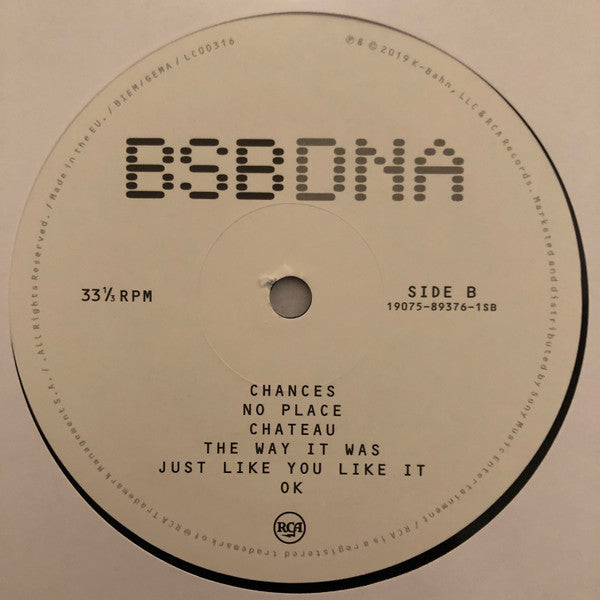 BSBDNA
33⅓ RPM
SIDE B
19075-89376-1SB
CHANCES
NO PLACE
CHATEAU
THE WAY IT WAS
JUST LIKE YOU LIKE IT
OK
RCA
℗ & © 2019 K-Bahn, LLC & RCA Records. Marketed and distributed by Sony Music Entertainment / RCA is a registered trademark of ®RCA Trademark Management S.A. / .All Rights Reserved. / Made in the EU. / BIEM/GEMA / LC00316